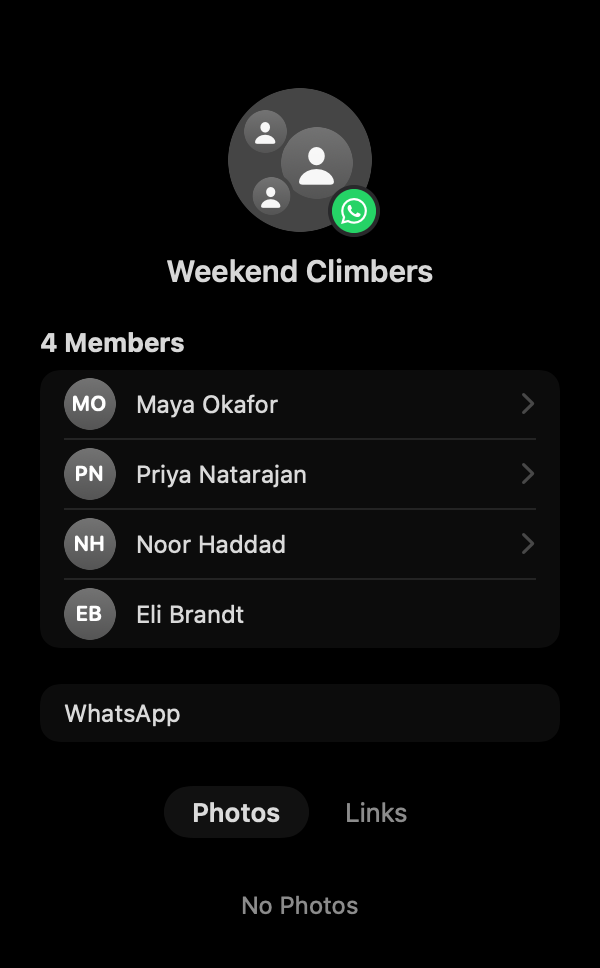 Weekend Climbers
4 Members
MO Maya Okafor
PN Priya Natarajan
NH Noor Haddad
EB Eli Brandt
WhatsApp
Photos Links
No Photos